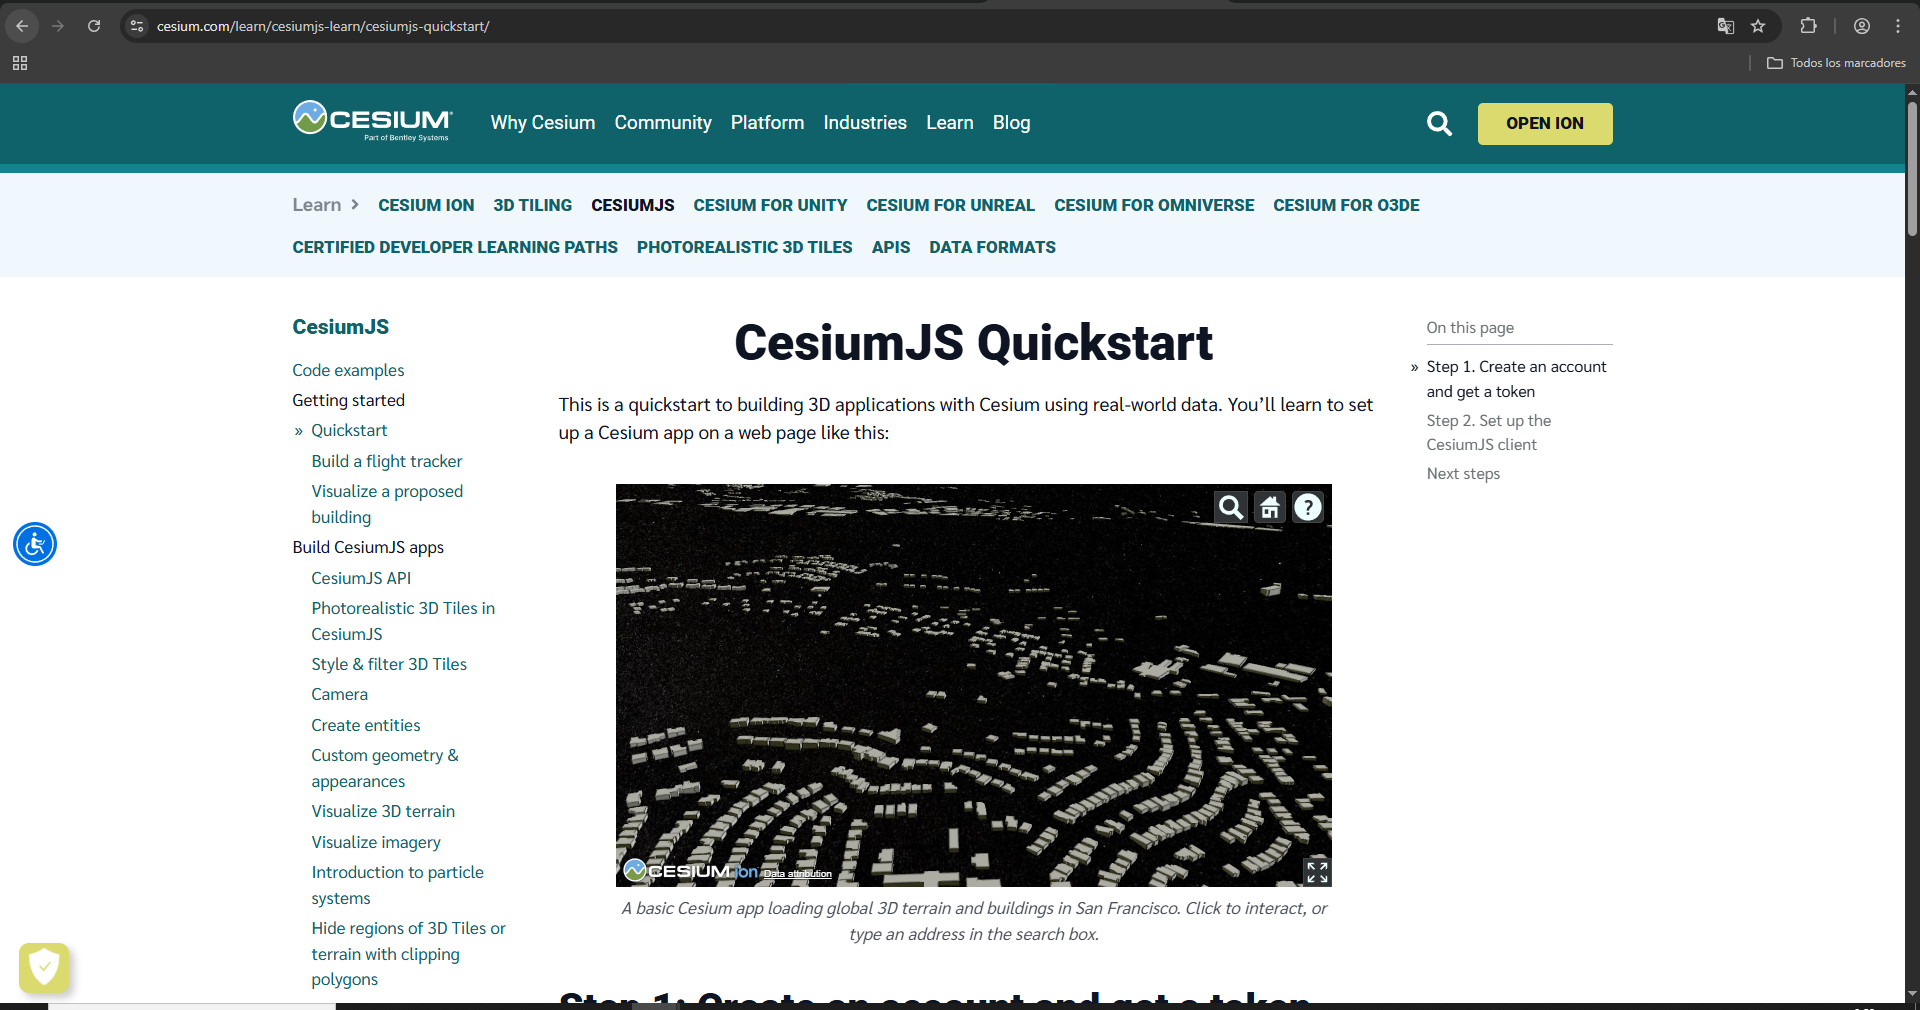 cesium.com/learn/cesiumjs-learn/cesiumjs-quickstart/
Todos los marcadores
CESIUM
Part of Bentley Systems
Why Cesium Community Platform Industries Learn Blog
OPEN ION
Learn
CESIUM ION 3D TILING CESIUMJS CESIUM FOR UNITY CESIUM FOR UNREAL CESIUM FOR OMNIVERSE CESIUM FOR O3DE
CERTIFIED DEVELOPER LEARNING PATHS PHOTOREALISTIC 3D TILES APIS DATA FORMATS
CesiumJS
Code examples
Getting started
» Quickstart
Build a flight tracker
Visualize a proposed
building
Build CesiumJS apps
CesiumJS API
Photorealistic 3D Tiles in
CesiumJS
Style & filter 3D Tiles
Camera
Create entities
Custom geometry &
appearances
Visualize 3D terrain
Visualize imagery
Introduction to particle
systems
Hide regions of 3D Tiles or
terrain with clipping
polygons
CesiumJS Quickstart
This is a quickstart to building 3D applications with Cesium using real-world data. You’ll learn to set
up a Cesium app on a web page like this:
?
CESIUM ion Data attribution
A basic Cesium app loading global 3D terrain and buildings in San Francisco. Click to interact, or
type an address in the search box.
Step 1: Create an account and get a token
On this page
» Step 1. Create an account
and get a token
Step 2. Set up the
CesiumJS client
Next steps